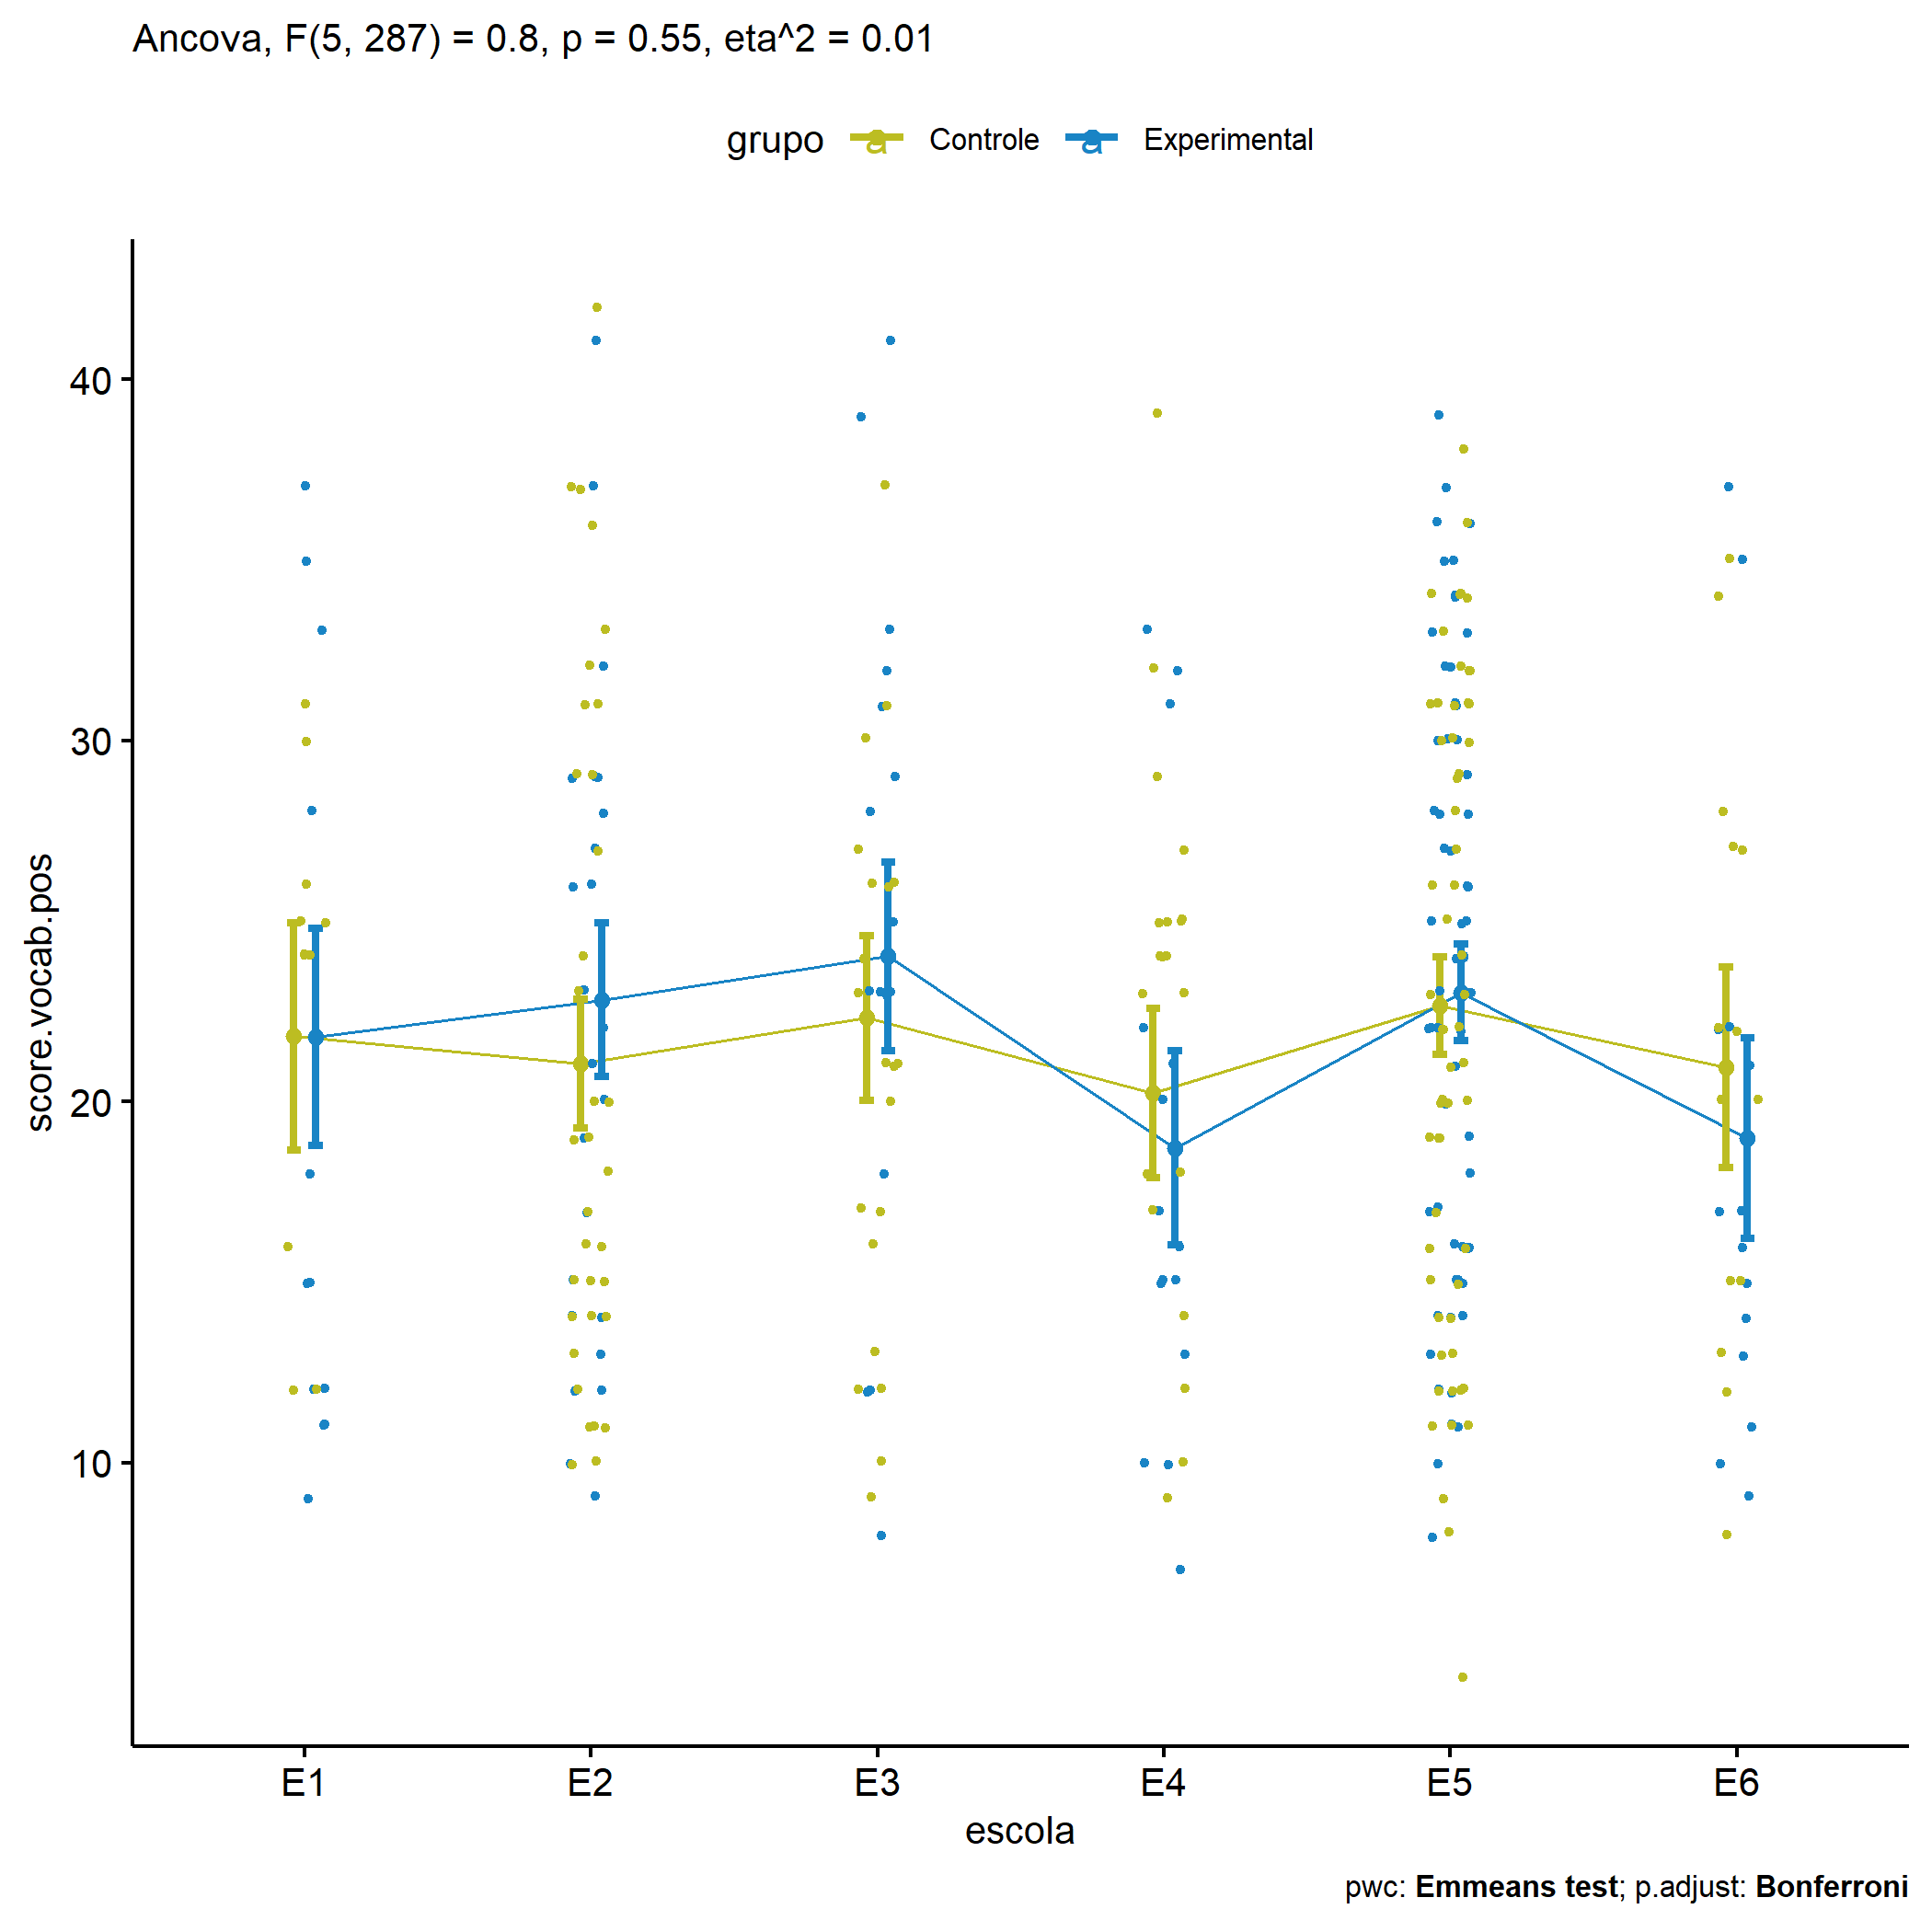 Ancova, F(5, 287) = 0.8, p = 0.55, eta^2 = 0.01
grupo a Controle a Experimental
score.vocab.pos
40
30
20
10
E1 E2 E3 E4 E5 E6
escola
pwc: Emmeans test; p.adjust: Bonferroni